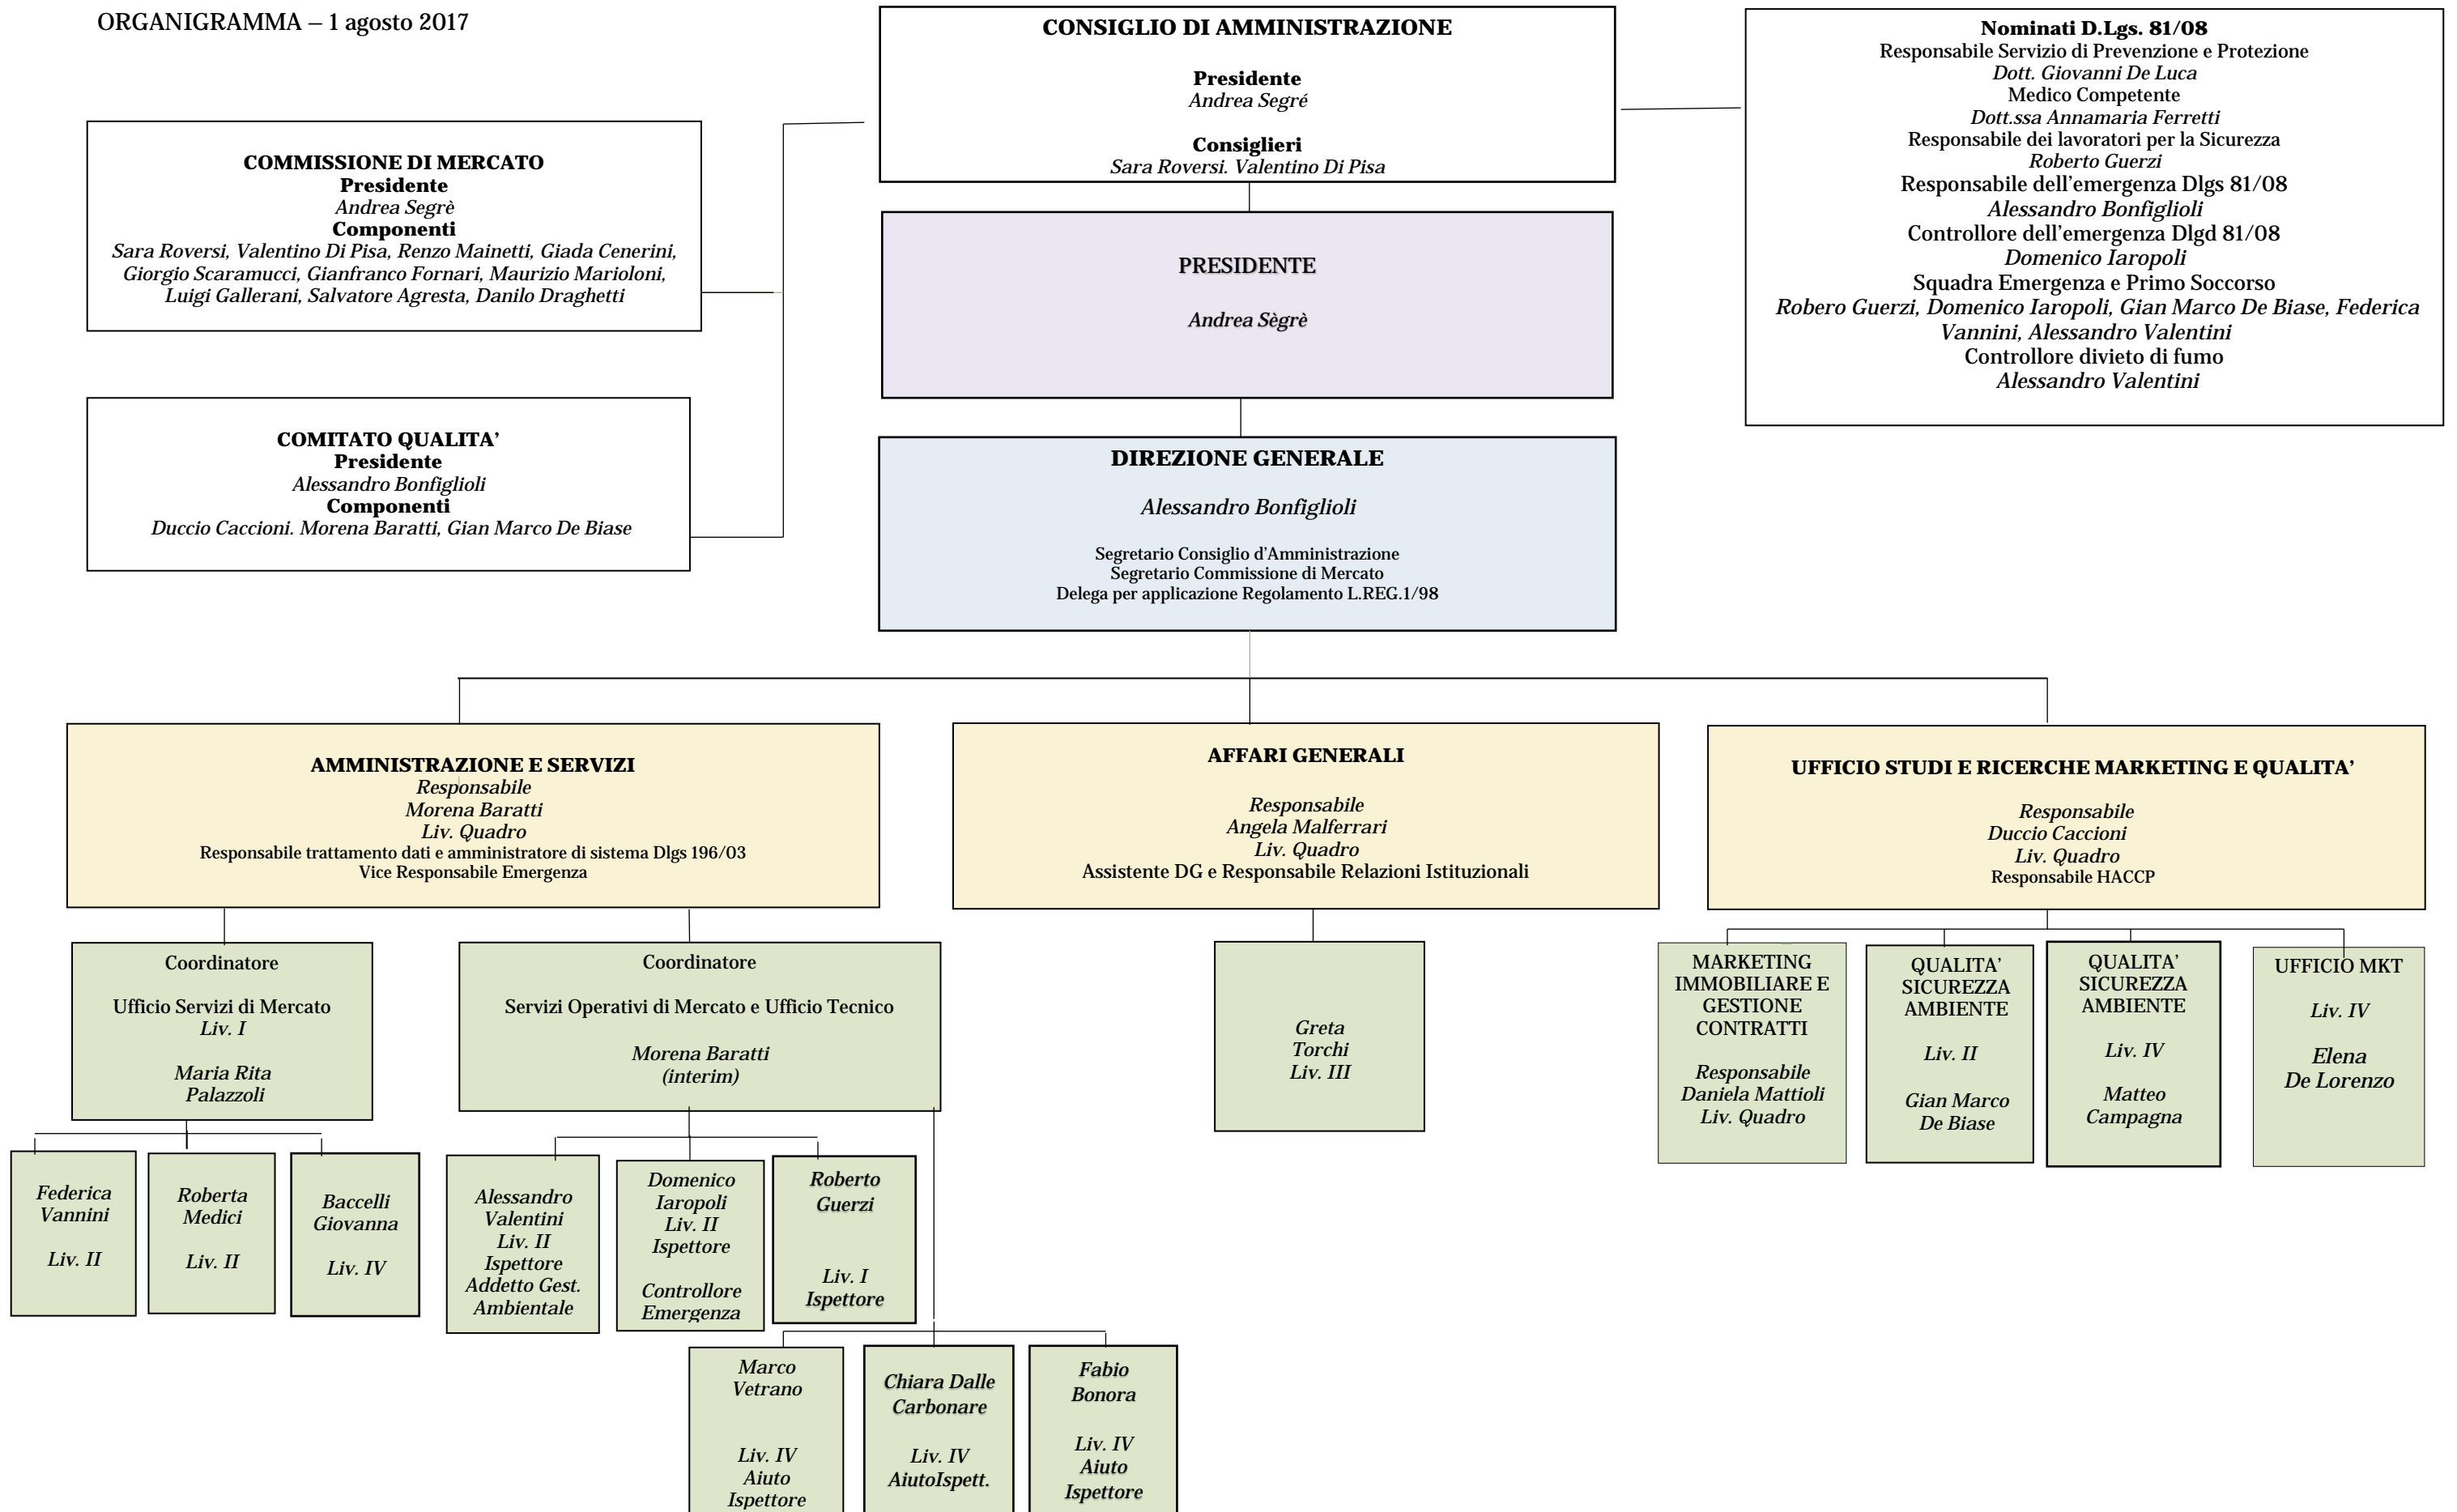 ORGANIGRAMMA – 1 agosto 2017
CONSIGLIO DI AMMINISTRAZIONE
Presidente
Andrea Segré
Consiglieri
Sara Roversi. Valentino Di Pisa
Nominati D.Lgs. 81/08
Responsabile Servizio di Prevenzione e Protezione
Dott. Giovanni De Luca
Medico Competente
Dott.ssa Annamaria Ferretti
Responsabile dei lavoratori per la Sicurezza
Roberto Guerzi
Responsabile dell'emergenza Dlgs 81/08
Alessandro Bonfiglioli
Controllore dell'emergenza Dlgd 81/08
Domenico Iaropoli
Squadra Emergenza e Primo Soccorso
Robero Guerzi, Domenico Iaropoli, Gian Marco De Biase, Federica
Vannini, Alessandro Valentini
Controllore divieto di fumo
Alessandro Valentini
COMMISSIONE DI MERCATO
Presidente
Andrea Segrè
Componenti
Sara Roversi, Valentino Di Pisa, Renzo Mainetti, Giada Cenerini,
Giorgio Scaramucci, Gianfranco Fornari, Maurizio Marioloni,
Luigi Gallerani, Salvatore Agresta, Danilo Draghetti
PRESIDENTE
Andrea Sègrè
COMITATO QUALITA'
Presidente
Alessandro Bonfiglioli
Componenti
Duccio Caccioni. Morena Baratti, Gian Marco De Biase
DIREZIONE GENERALE
Alessandro Bonfiglioli
Segretario Consiglio d'Amministrazione
Segretario Commissione di Mercato
Delega per applicazione Regolamento L.REG.1/98
AMMINISTRAZIONE E SERVIZI
Responsabile
Morena Baratti
Liv. Quadro
Responsabile trattamento dati e amministratore di sistema Dlgs 196/03
Vice Responsabile Emergenza
AFFARI GENERALI
Responsabile
Angela Malferrari
Liv. Quadro
Assistente DG e Responsabile Relazioni Istituzionali
UFFICIO STUDI E RICERCHE MARKETING E QUALITA'
Responsabile
Duccio Caccioni
Liv. Quadro
Responsabile HACCP
Coordinatore
Ufficio Servizi di Mercato
Liv. I
Maria Rita
Palazzoli
Coordinatore
Servizi Operativi di Mercato e Ufficio Tecnico
Morena Baratti
(interim)
Greta
Torchi
Liv. III
MARKETING
IMMOBILIARE E
GESTIONE
CONTRATTI
Responsabile
Daniela Mattioli
Liv. Quadro
QUALITA'
SICUREZZA
AMBIENTE
Liv. II
Gian Marco
De Biase
QUALITA'
SICUREZZA
AMBIENTE
Liv. IV
Matteo
Campagna
UFFICIO MKT
Liv. IV
Elena
De Lorenzo
Federica
Vannini
Liv. II
Roberta
Medici
Liv. II
Baccelli
Giovanna
Liv. IV
Alessandro
Valentini
Liv. II
Ispettore
Addetto Gest.
Ambientale
Domenico
Iaropoli
Liv. II
Ispettore
Controllore
Emergenza
Roberto
Guerzi
Liv. I
Ispettore
Marco
Vetrano
Liv. IV
Aiuto
Ispettore
Chiara Dalle
Carbonare
Liv. IV
AiutoIspett.
Fabio
Bonora
Liv. IV
Aiuto
Ispettore